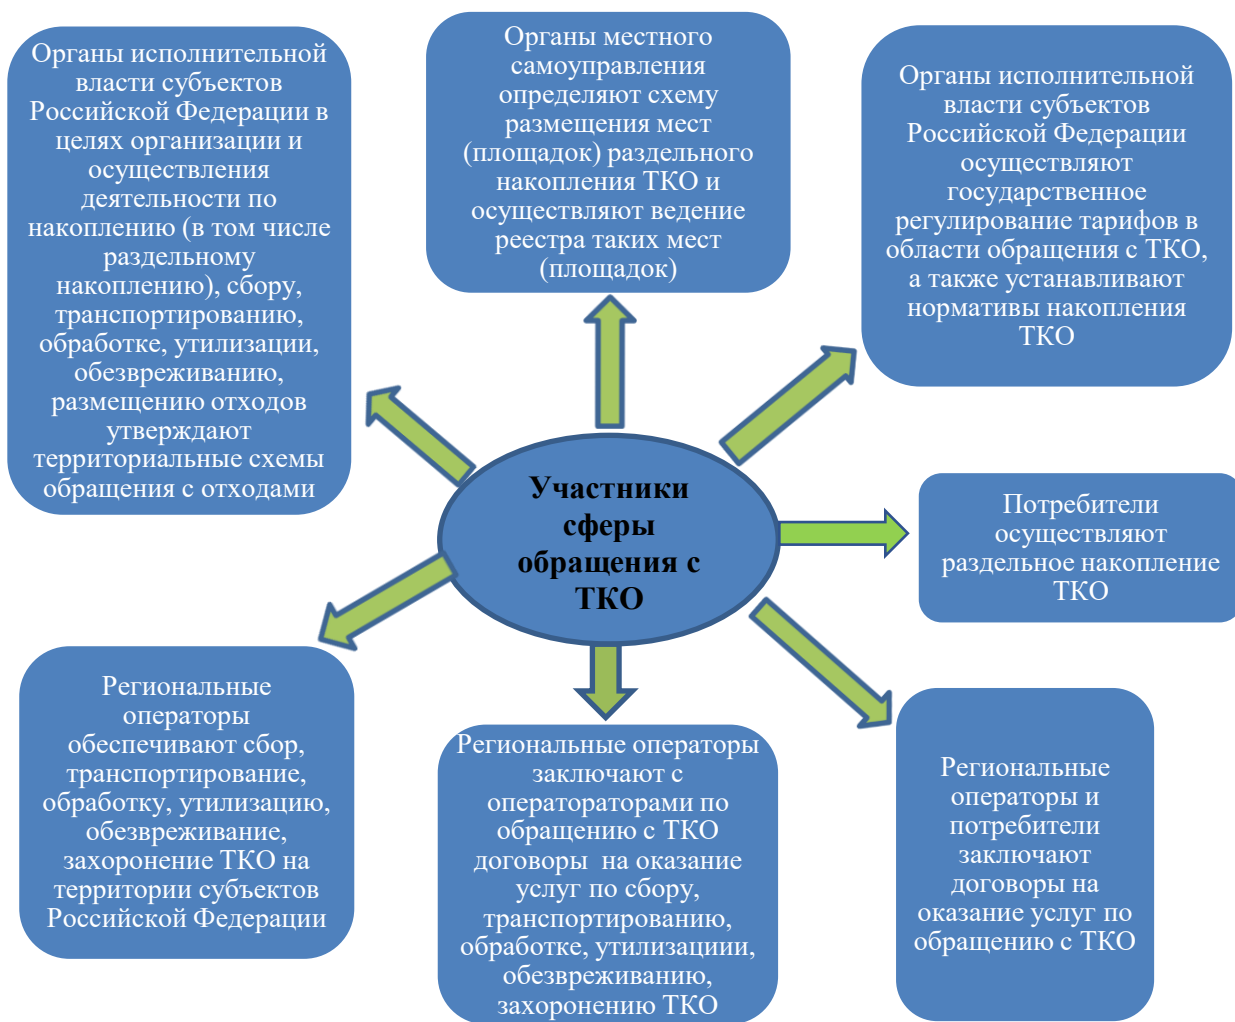 Органы исполнительной
власти субъектов
Российской Федерации в
целях организации и
осуществления
деятельности по
накоплению (в том числе
раздельному
накоплению), сбору,
транспортированию,
обработке, утилизации,
обезвреживанию,
размещению отходов
утверждают
территориальные схемы
обращения с отходами
Органы местного
самоуправления
определяют схему
размещения мест
(площадок) раздельного
накопления ТКО и
осуществляют ведение
реестра таких мест
(площадок)
Органы исполнительной
власти субъектов
Российской Федерации
осуществляют
государственное
регулирование тарифов в
области обращения с ТКО,
а также устанавливают
нормативы накопления
ТКО
Участники
сферы
обращения с
ТКО
Потребители
осуществляют
раздельное накопление
ТКО
Региональные
операторы
обеспечивают сбор,
транспортирование,
обработку, утилизацию,
обезвреживание,
захоронение ТКО на
территории субъектов
Российской Федерации
Региональные операторы
заключают с
оператораторами по
обращению с ТКО
договоры на оказание
услуг по сбору,
транспортированию,
обработке, утилизациии,
обезвреживанию,
захоронению ТКО
Региональные
операторы и
потребители
заключают
договоры на
оказание услуг по
обращению с ТКО